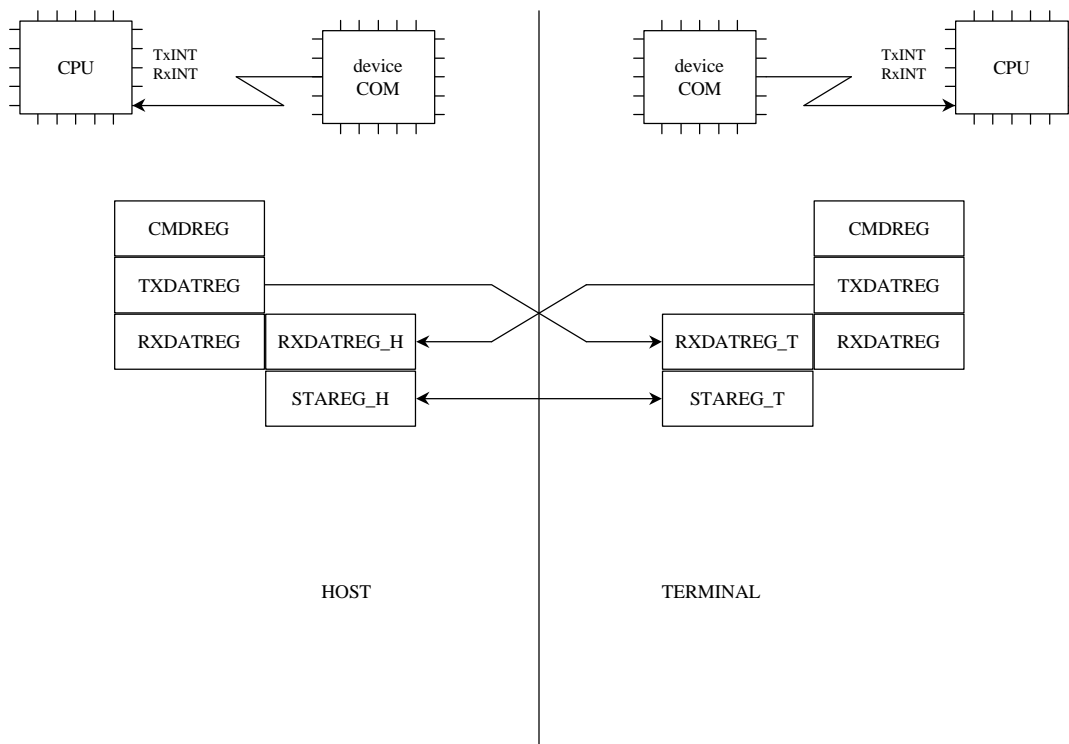 CPU
TxINT
RxINT
device
COM
device
COM
TxINT
RxINT
CPU
CMDREG
CMDREG
TXDATREG
TXDATREG
RXDATREG
RXDATREG_H
RXDATREG_T
RXDATREG
STAREG_H
STAREG_T
HOST
TERMINAL